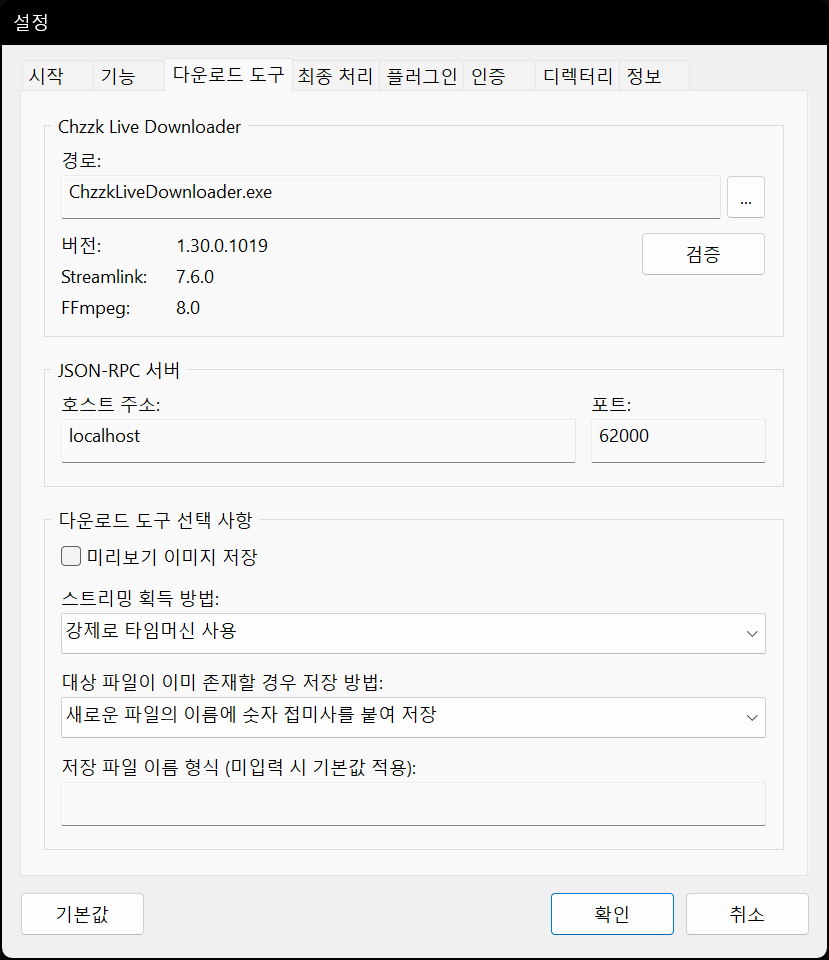 설정
시작 기능 다운로드 도구 최종 처리 플러그인 인증 디렉터리 정보
Chzzk Live Downloader
경로:
ChzzkLiveDownloader.exe ...
버전: 1.30.0.1019 검증
Streamlink: 7.6.0
FFmpeg: 8.0
JSON-RPC 서버
호스트 주소: 포트:
localhost 62000
다운로드 도구 선택 사항
미리보기 이미지 저장
스트리밍 획득 방법:
강제로 타임머신 사용
대상 파일이 이미 존재할 경우 저장 방법:
새로운 파일의 이름에 숫자 접미사를 붙여 저장
저장 파일 이름 형식 (미입력 시 기본값 적용):
기본값 확인 취소